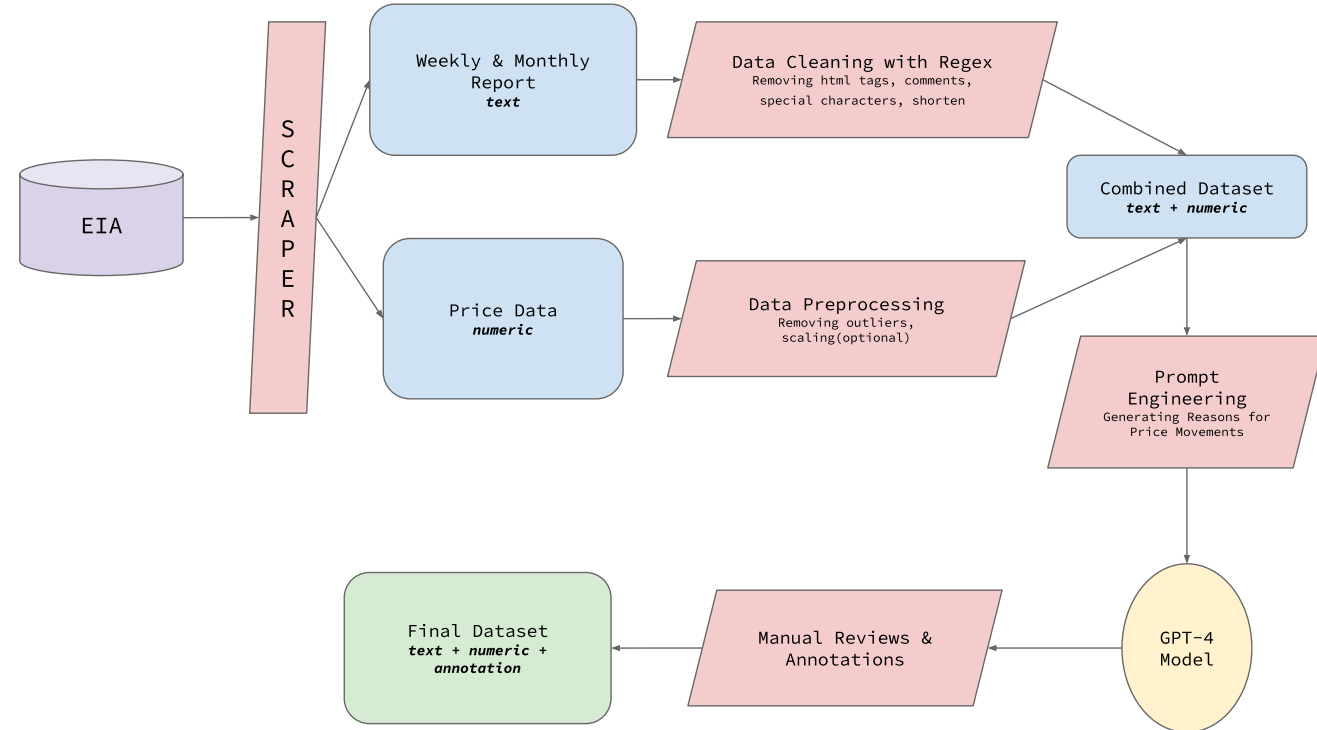 EIA
S
C
R
A
P
E
R
Weekly & Monthly
Report
text
Data Cleaning with Regex
Removing html tags, comments,
special characters, shorten
Combined Dataset
text + numeric
Price Data
numeric
Data Preprocessing
Removing outliers,
scaling(optional)
Prompt
Engineering
Generating Reasons for
Price Movements
GPT-4
Model
Manual Reviews &
Annotations
Final Dataset
text + numeric +
annotation